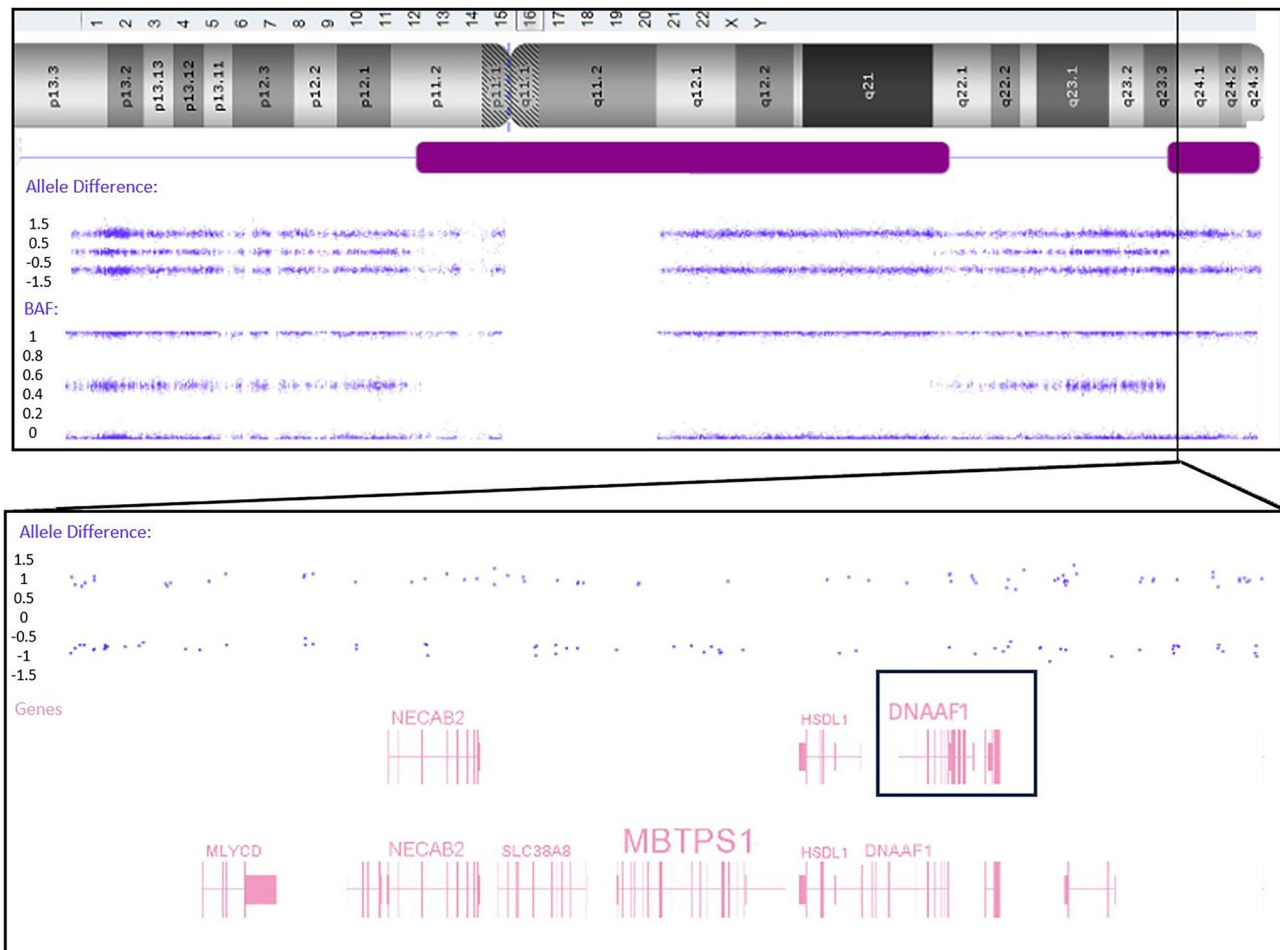 1 2 3 4 5 6 7 8 9 10 11 12 13 14 15 16 17 18 19 20 21 22 X Y
p13.3 p13.2 p13.13 p13.12 p13.11 p12.3 p12.2 p12.1 p11.2 p11.1 q11.1 q11.2 q12.1 q12.2 q21 q22.1 q22.2 q23.1 q23.2 q23.3 q24.1 q24.2 q24.3
Allele Difference:
1.5
0.5
-0.5
-1.5
BAF:
1
0.8
0.6
0.4
0.2
0
Allele Difference:
1.5
1
0.5
0
-0.5
-1
-1.5
Genes
NECAB2 HSDL1 DNAAF1
MLYCD NECAB2 SLC38A8 MBTPS1 HSDL1 DNAAF1